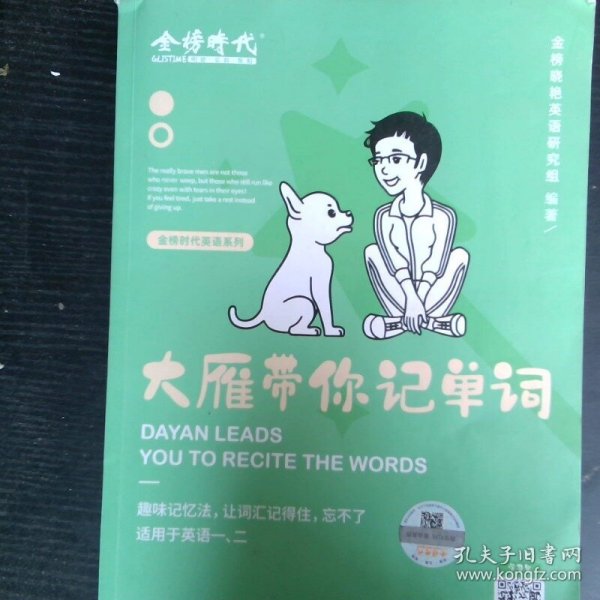 金榜時代
GLISTIME
The really brave men are not those
who never weep, but those who still run like
crazy even with tears in their eyes!
If you feel tired, just take a rest instead
of giving up.
金榜时代英语系列
金榜晓艳英语研究组 编著/
大雁带你记单词
DAYAN LEADS
YOU TO RECITE THE WORDS
趣味记忆法，让词汇记得住，忘不了
适用于英语一、二
孔夫子旧书网
www.kongfz.com